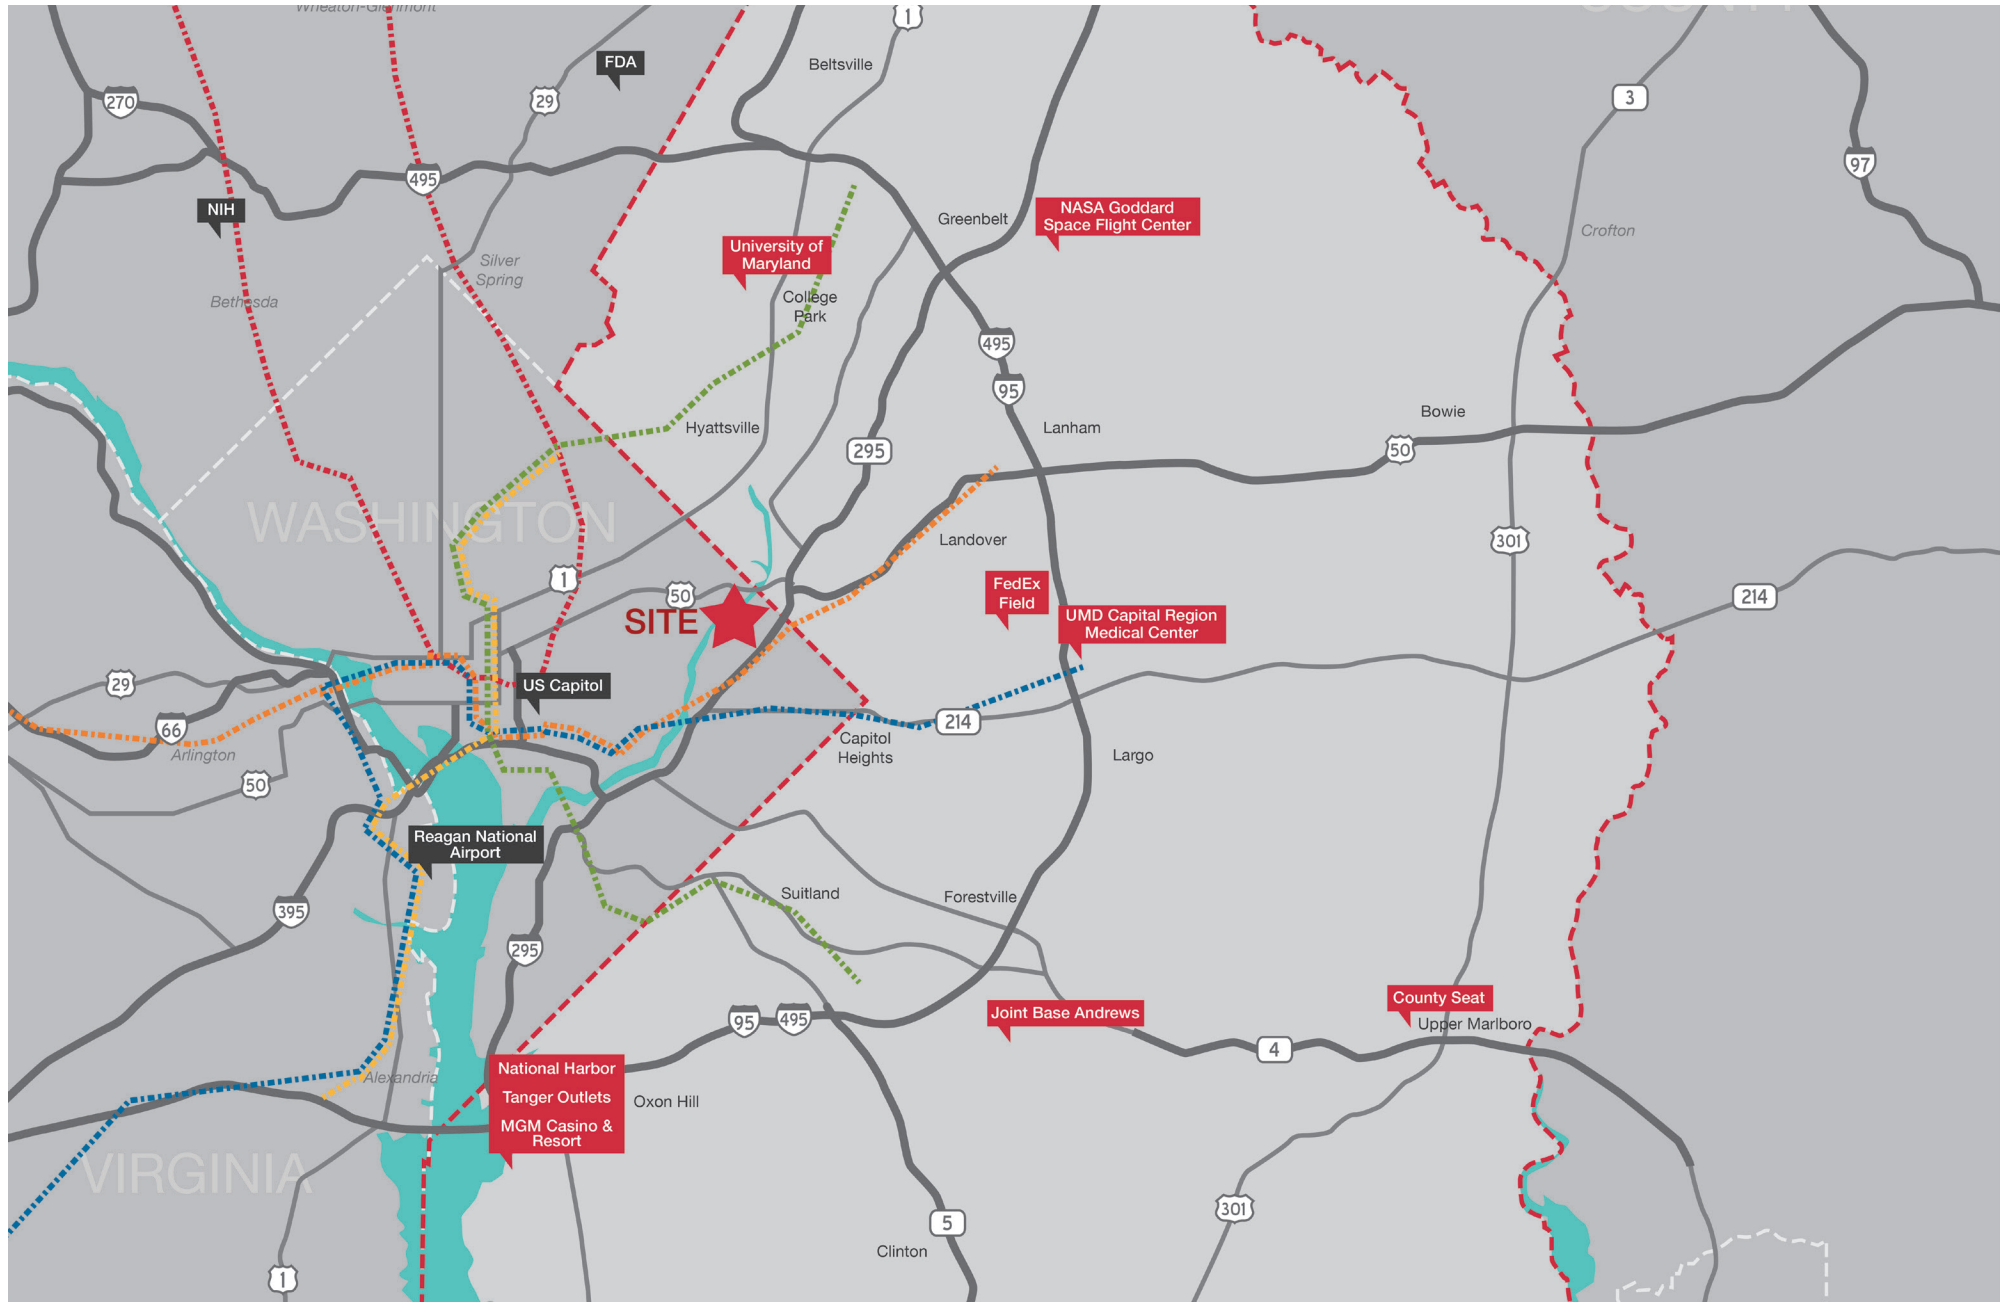 Wheaton-Glenmont
COUNTY
1
FDA
Beltsville
270
29
3
97
495
NIH
Greenbelt
NASA Goddard
Space Flight Center
University of
Maryland
Crofton
Silver
Spring
Bethesda
College
Park
495
95
Hyattsville
Lanham
Bowie
295
50
WASHINGTON
Landover
301
1
50
FedEx
Field
214
SITE
UMD Capital Region
Medical Center
29
US Capitol
66
214
Arlington
Capitol
Heights
Largo
50
Reagan National
Airport
Suitland
Forestville
395
295
County Seat
Upper Marlboro
95
495
Joint Base Andrews
4
National Harbor
Tanger Outlets
MGM Casino &
Resort
Alexandria
Oxon Hill
VIRGINIA
301
5
Clinton
1